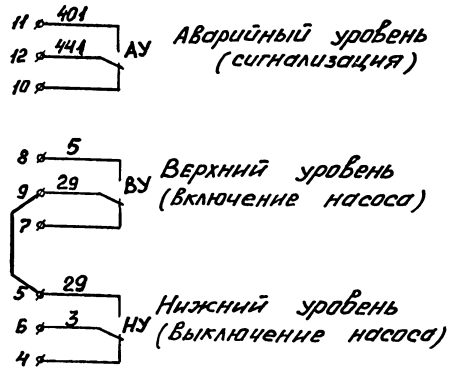 11 401
12 441 АУ Аварийный уровень
10 (сигнализация)
8 5
9 29 ВУ Верхний уровень
7 (включение насоса)
5 29
6 3 НУ Нижний уровень
4 (выключение насоса)